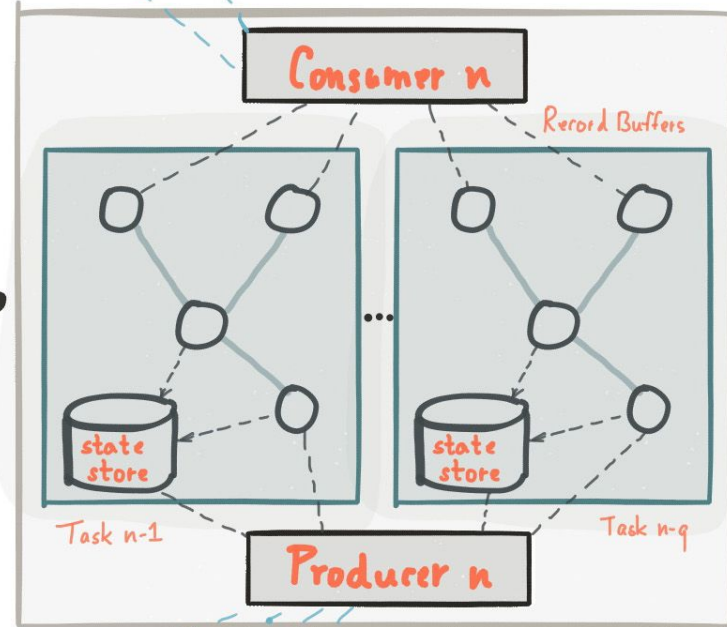 Consumer n
Record Buffers
...
state
store
state
store
Task n-1
Task n-q
Producer n